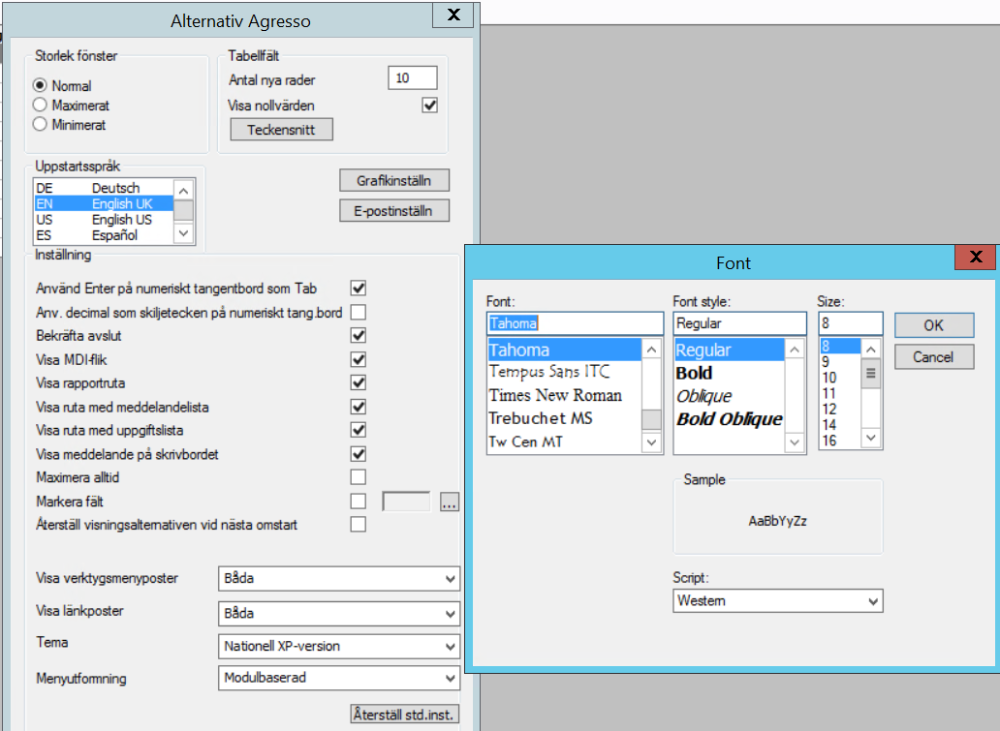 Alternativ Agresso
Storlek fönster
Normal
Maximerat
Minimerat
Tabellfält
Antal nya rader 10
Visa nollvärden
Teckensnitt
Uppstartsspråk
DE Deutsch
EN English UK
US English US
ES Español
Grafikinställn
E-postinställn
Inställning
Använd Enter på numeriskt tangentbord som Tab
Anv. decimal som skiljetecken på numeriskt tang.bord
Bekräfta avslut
Visa MDI-flik
Visa rapportruta
Visa ruta med meddelandelista
Visa ruta med uppgiftslista
Visa meddelande på skrivbordet
Maximera alltid
Markera fält ...
Återställ visningsalternativen vid nästa omstart
Visa verktygsmenyposter Båda
Visa länkposter Båda
Tema Nationell XP-version
Menyutformning Modulbaserad
Återställ std.inst.
Font
Font:
Tahoma
Tahoma
Tempus Sans ITC
Times New Roman
Trebuchet MS
Tw Cen MT
Font style:
Regular
Regular
Bold
Oblique
Bold Oblique
Size:
8
8
9
10
11
12
14
16
OK
Cancel
Sample
AaBbYyZz
Script:
Western